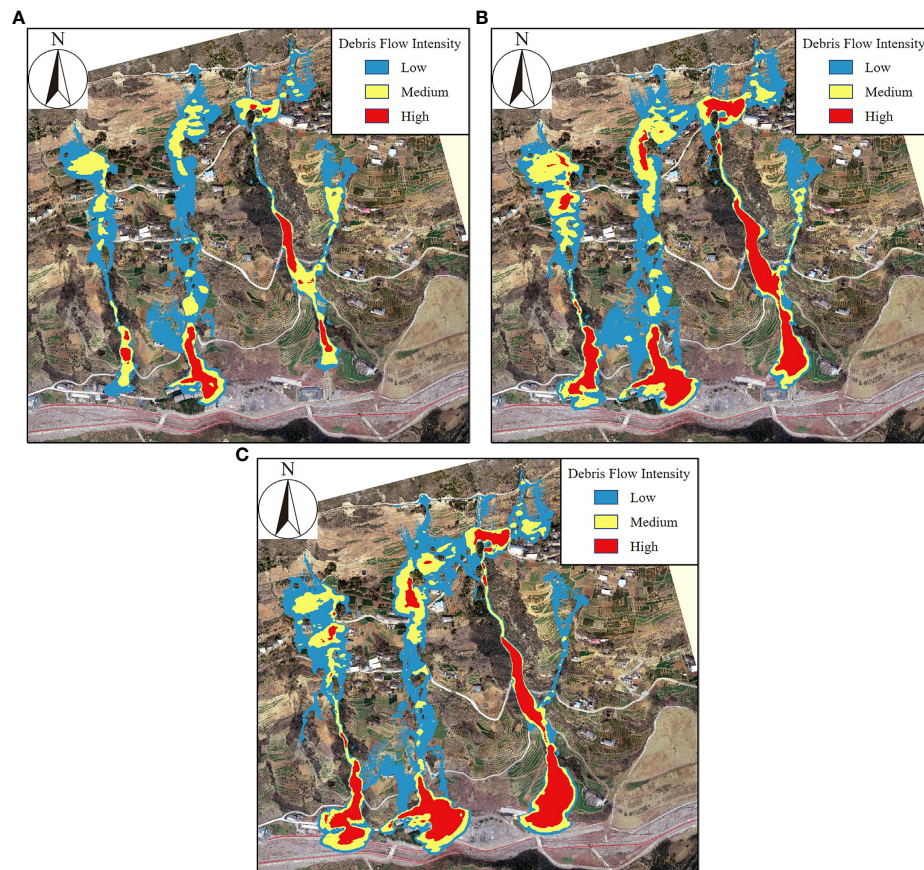 A
N
Debris Flow Intensity
Low
Medium
High
B
N
Debris Flow Intensity
Low
Medium
High
C
N
Debris Flow Intensity
Low
Medium
High